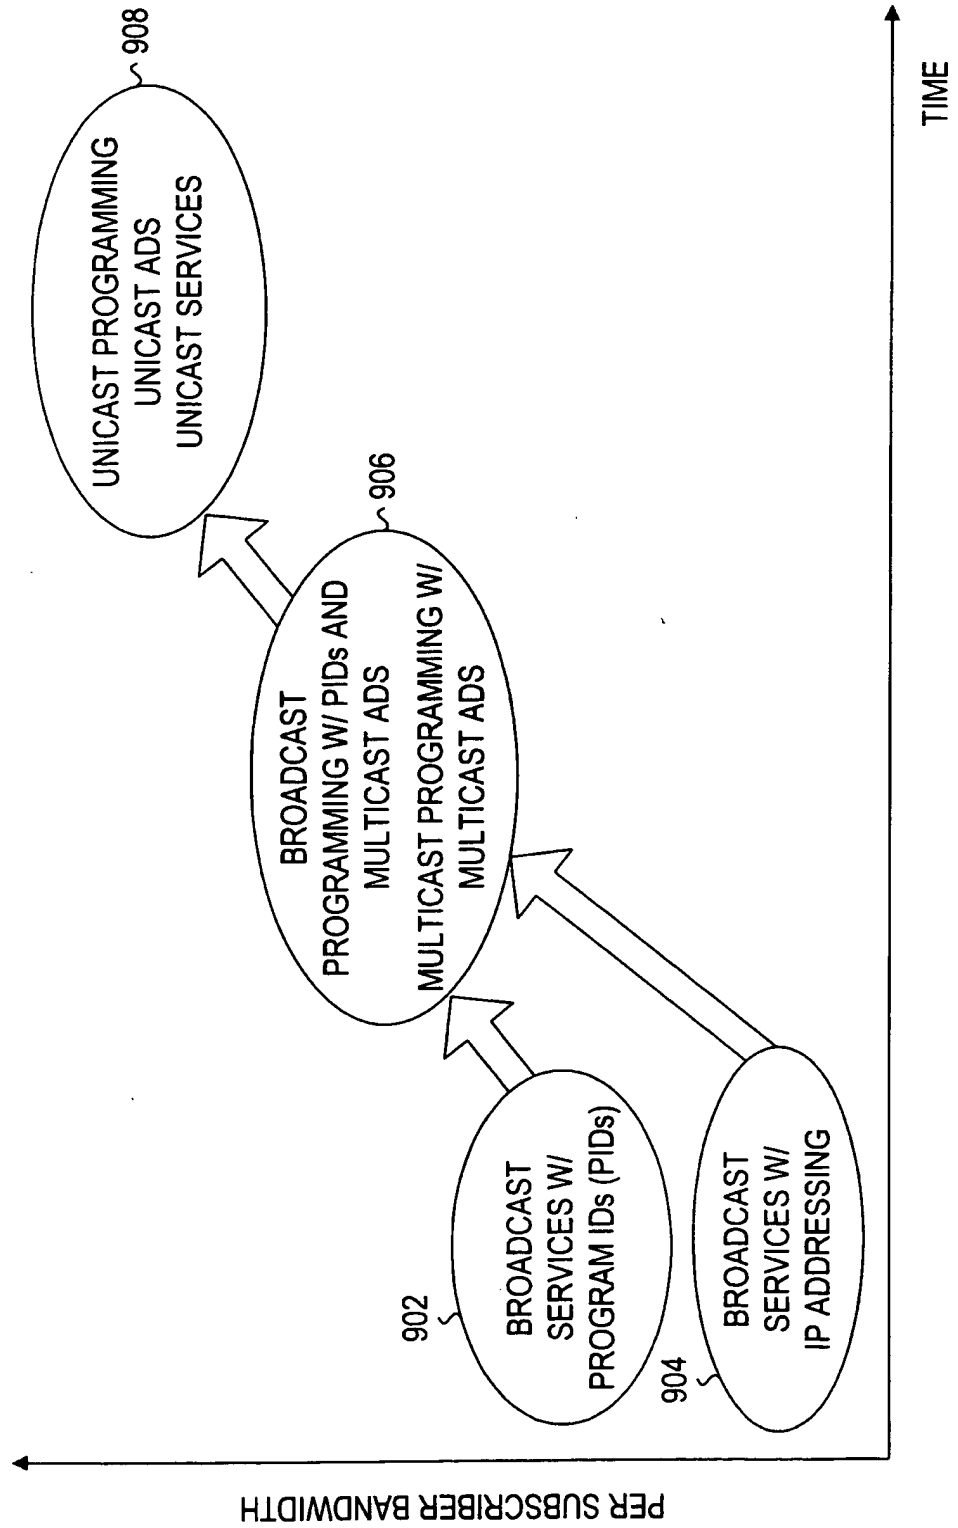 PER SUBSCRIBER BANDWIDTH
902
BROADCAST
SERVICES W/
PROGRAM IDs (PIDs)
904
BROADCAST
SERVICES W/
IP ADDRESSING
906
BROADCAST
PROGRAMMING W/ PIDs AND
MULTICAST ADS
MULTICAST PROGRAMMING W/
MULTICAST ADS
908
UNICAST PROGRAMMING
UNICAST ADS
UNICAST SERVICES
TIME